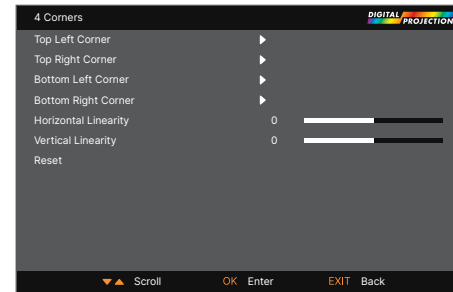 4 Corners DIGITAL PROJECTION
Top Left Corner
Top Right Corner
Bottom Left Corner
Bottom Right Corner
Horizontal Linearity 0
Vertical Linearity 0
Reset
Scroll OK Enter EXIT Back